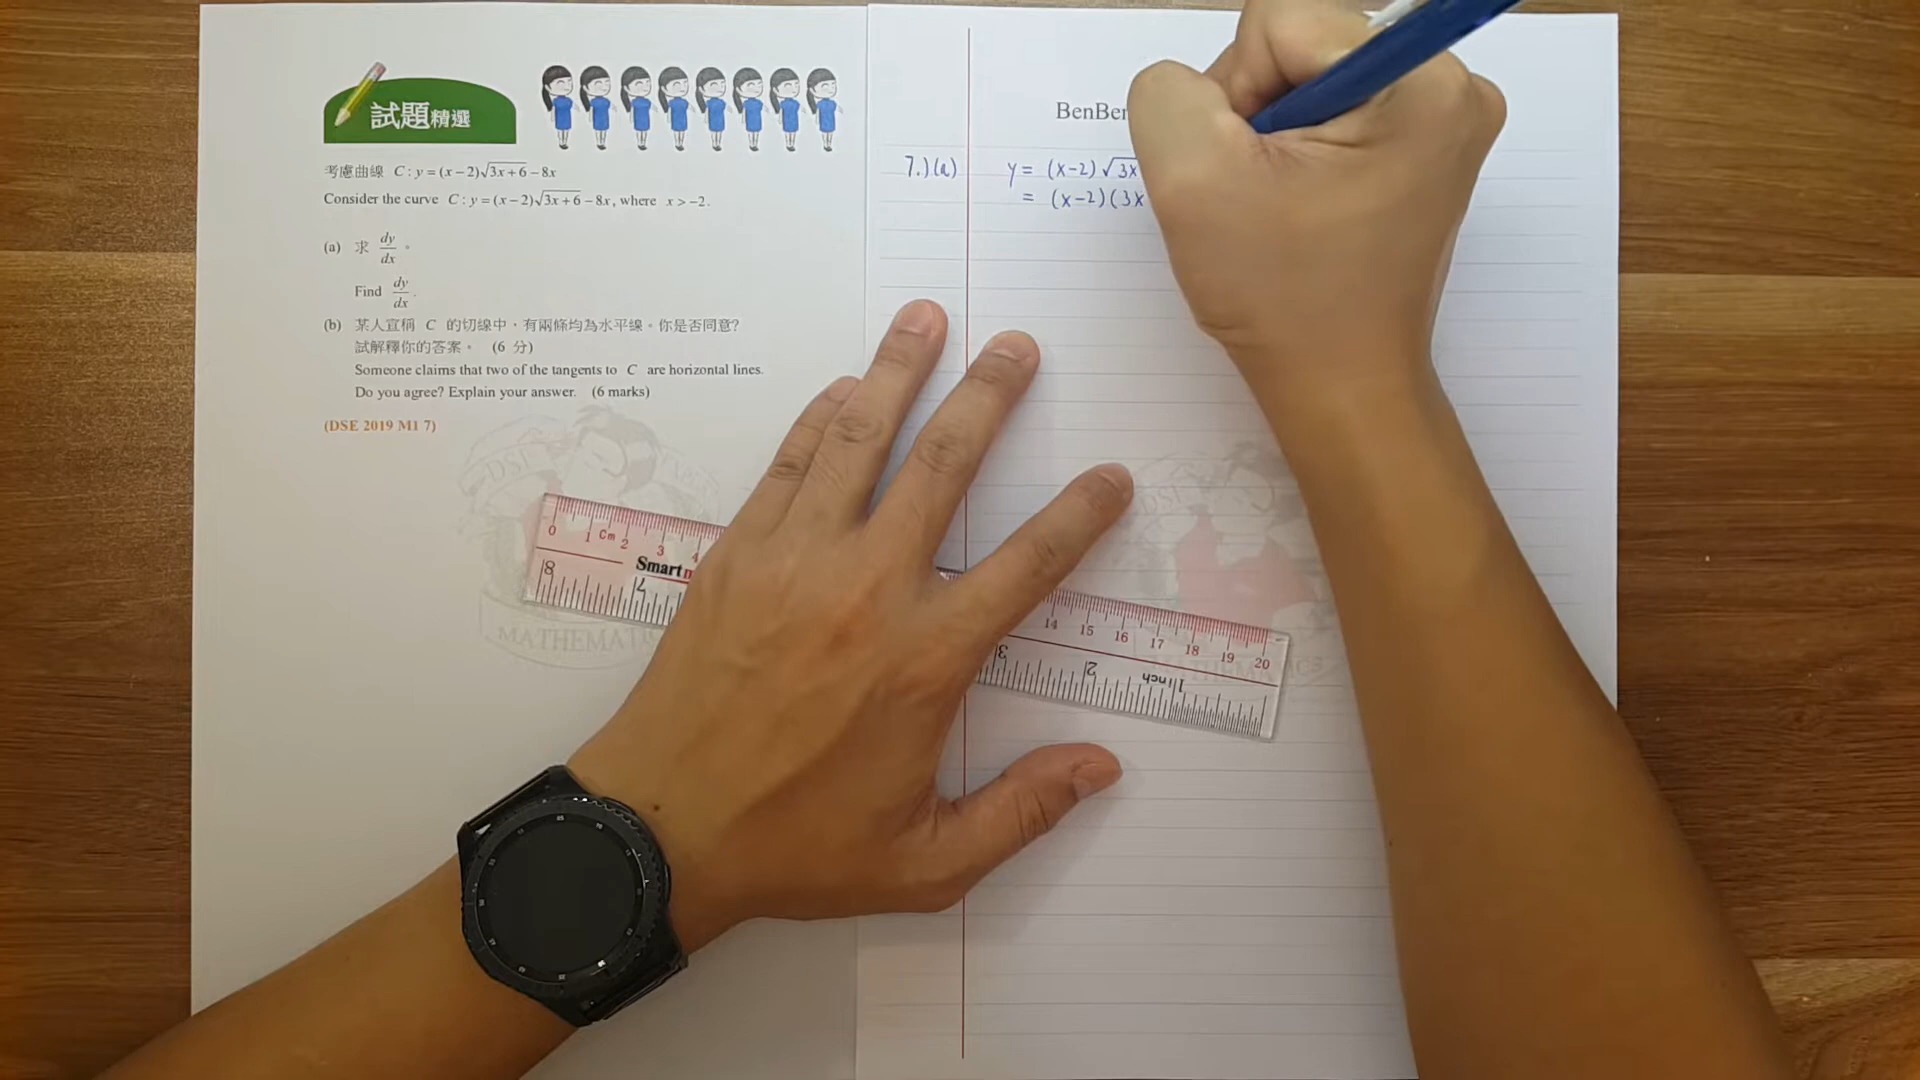 試題精選
考慮曲線 C : y = (x − 2)√3x + 6 − 8x
Consider the curve C : y = (x − 2)√3x + 6 − 8x, where x > −2.
(a) 求 dy/dx 。
Find dy/dx .
(b) 某人宣稱 C 的切線中，有兩條均為水平線。你是否同意?
試解釋你的答案。 (6 分)
Someone claims that two of the tangents to C are horizontal lines.
Do you agree? Explain your answer. (6 marks)
(DSE 2019 M1 7)
DSE
MATHEMATIC
0 1 Cm 2 3 4
Smart
8 7
BenBen
7.) (a) y = (x−2) √3x
= (x−2) (3x
DSE
14 15 16 17 18 19 20
3 2 1inch